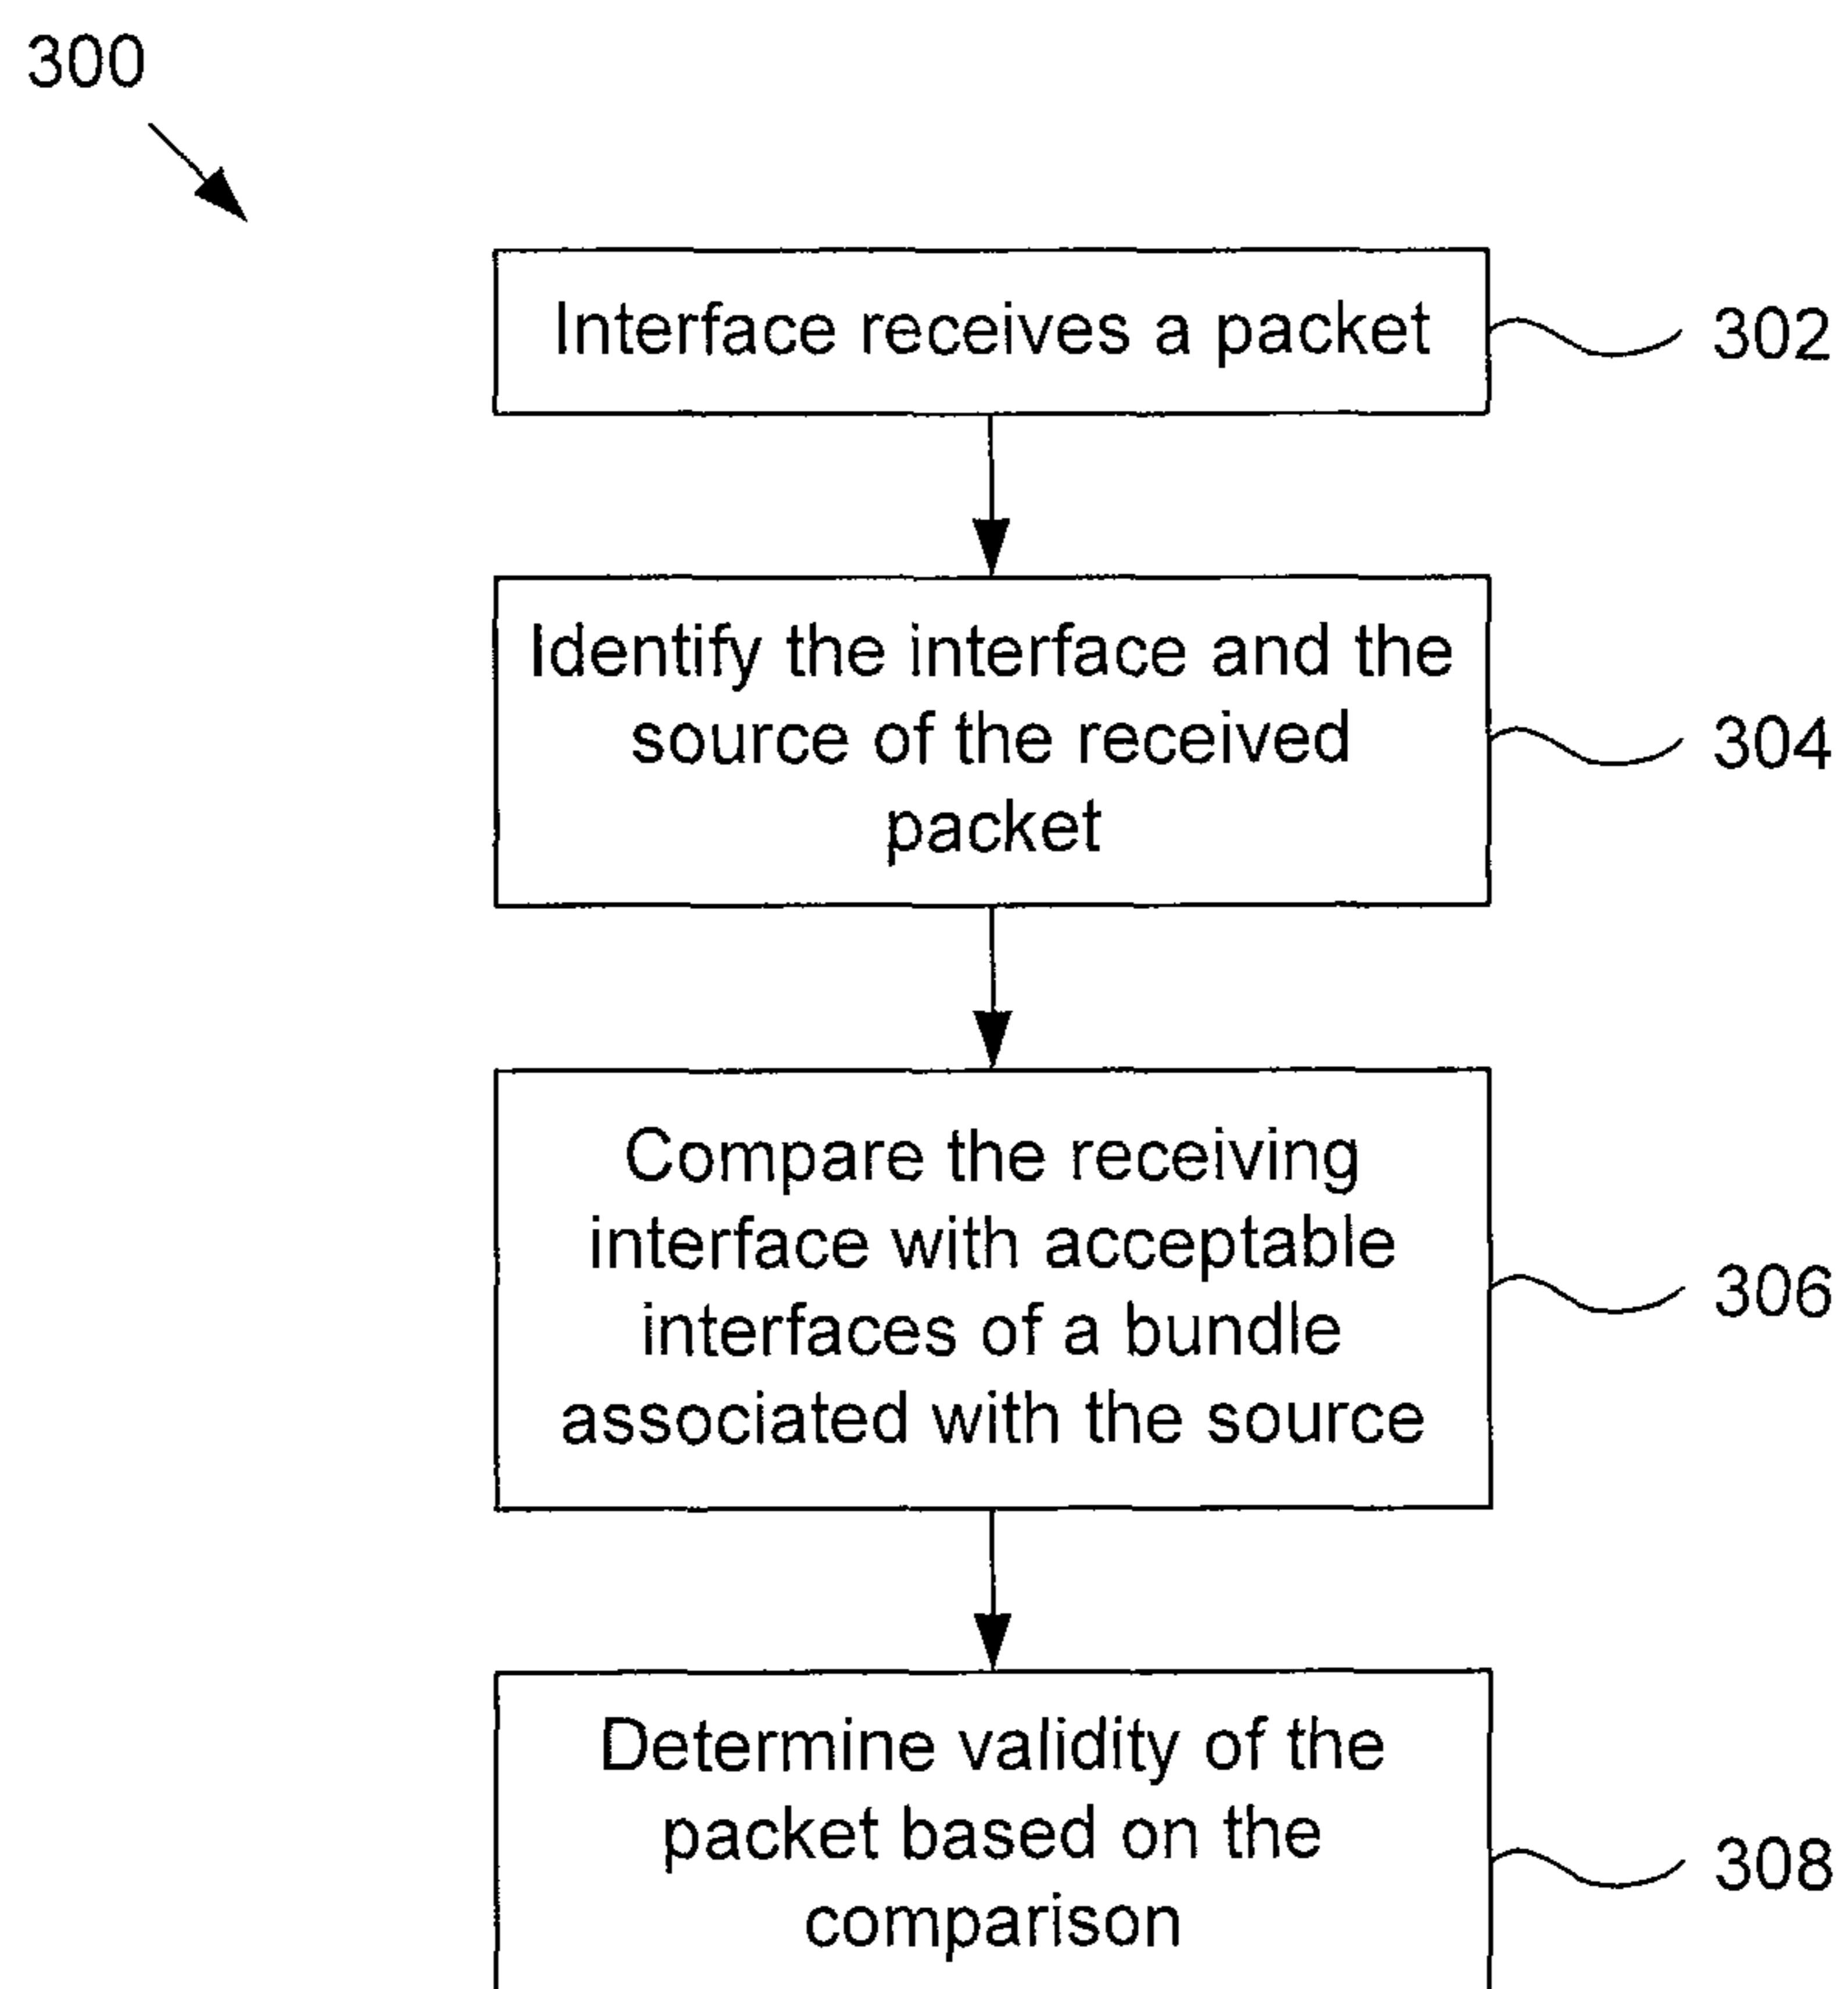 300
Interface receives a packet
302
Identify the interface and the
source of the received
packet
304
Compare the receiving
interface with acceptable
interfaces of a bundle
associated with the source
306
Determine validity of the
packet based on the
comparison
308